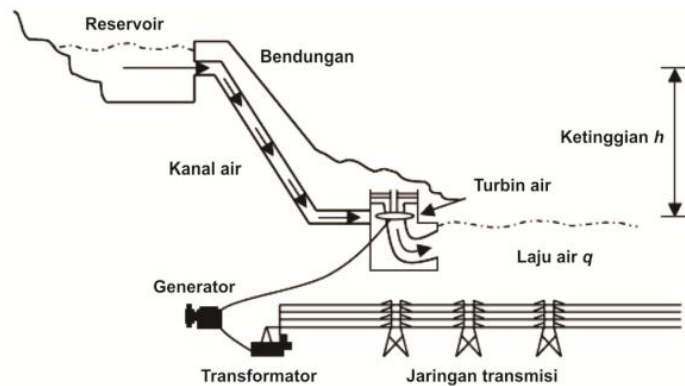 Reservoir
Bendungan
Ketinggian h
Kanal air
Turbin air
Laju air q
Generator
Transformator
Jaringan transmisi